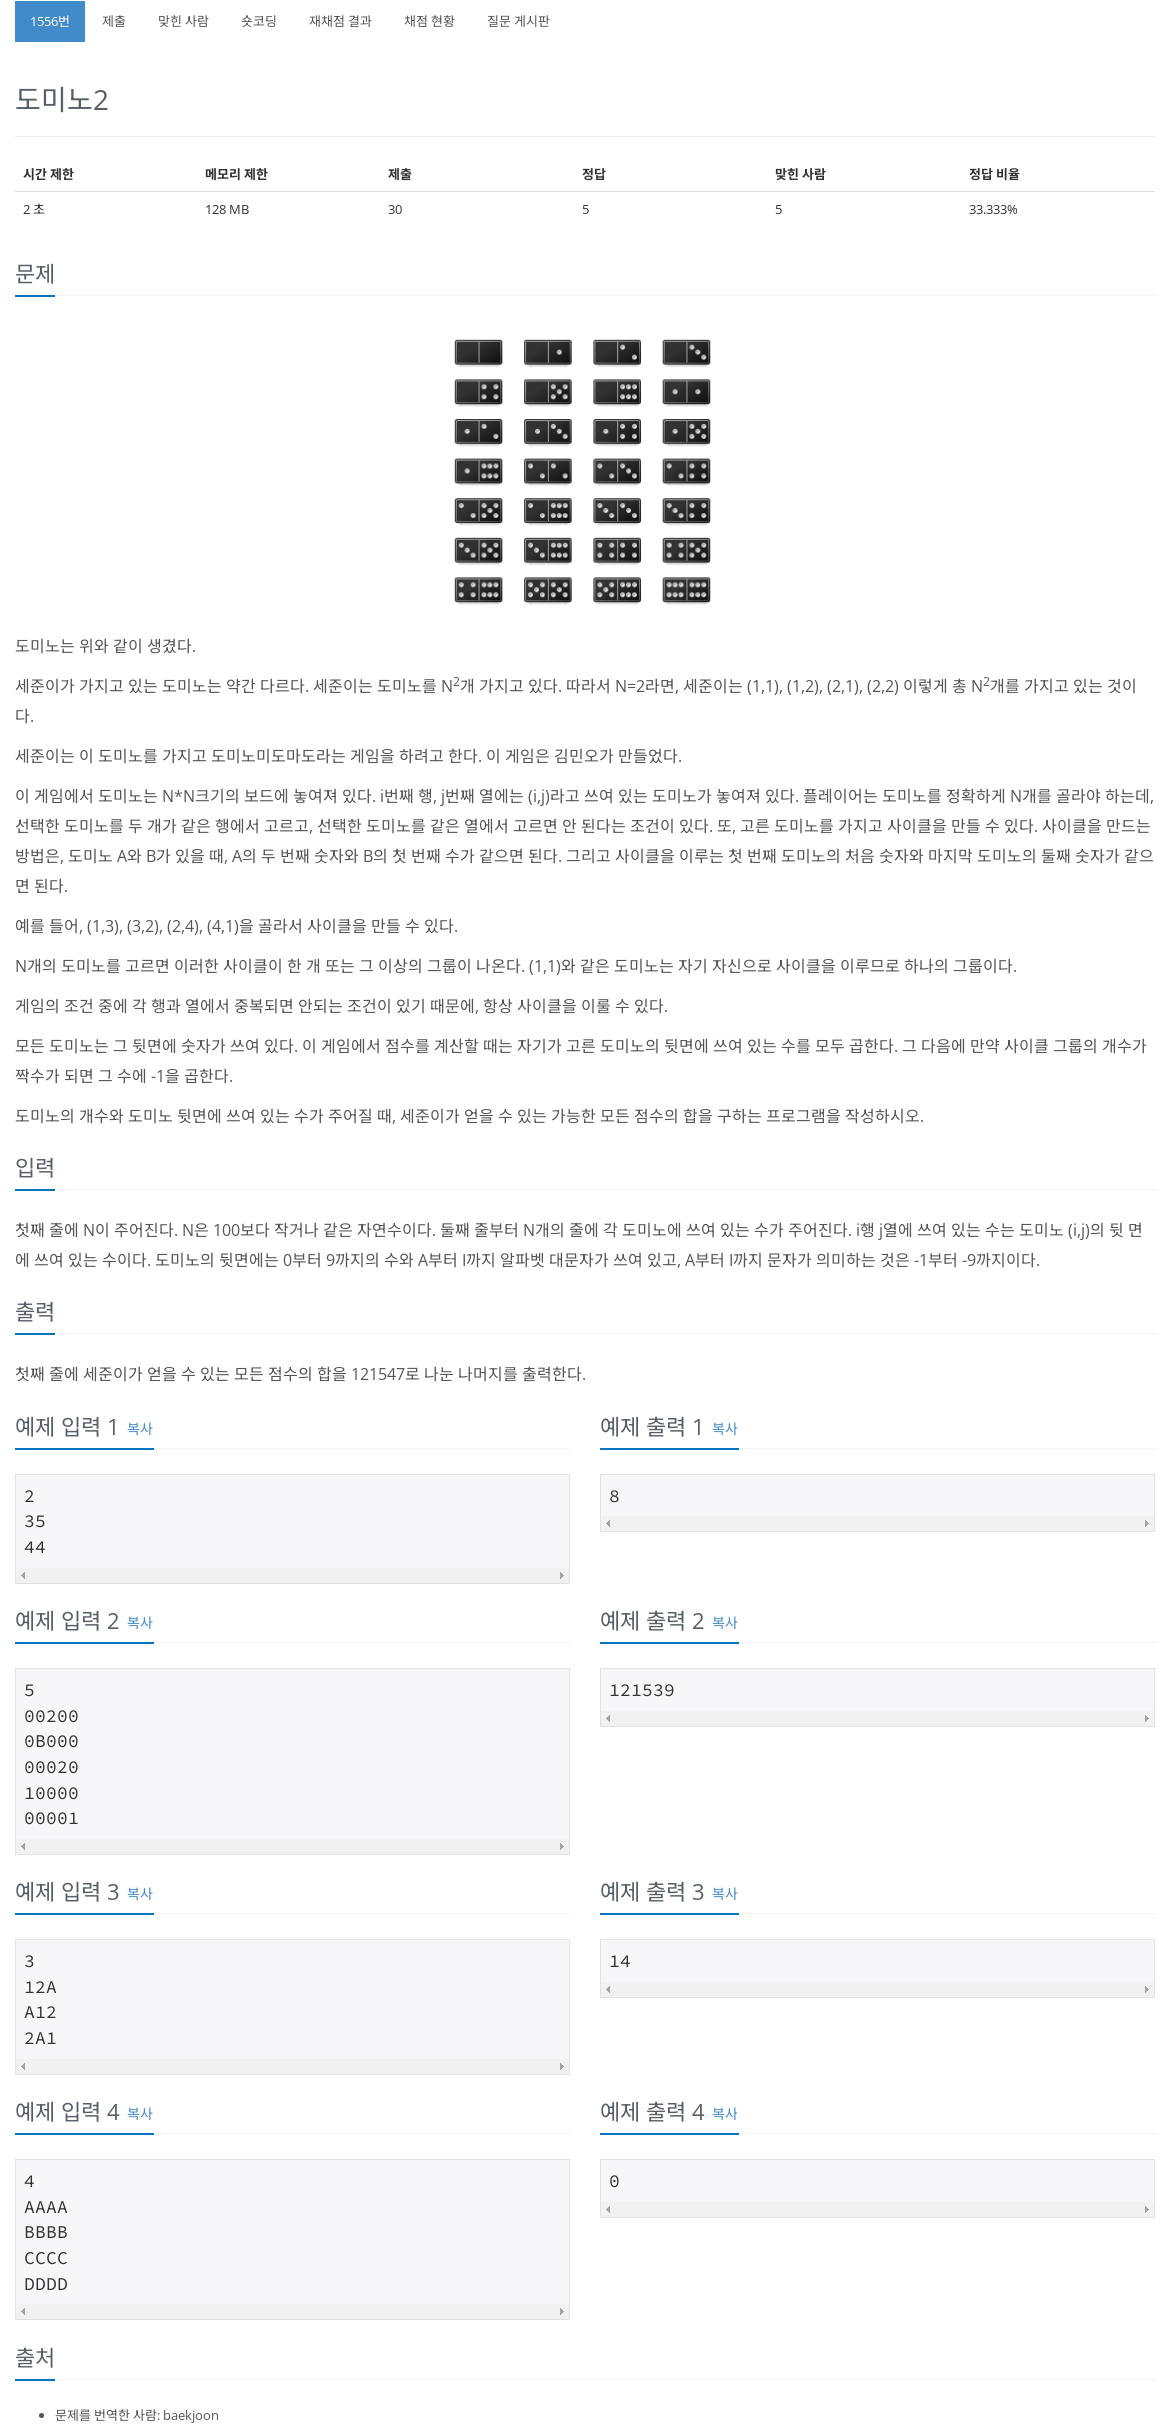 1556번 제출 맞힌 사람 숏코딩 재채점 결과 채점 현황 질문 게시판
도미노2
시간 제한 메모리 제한 제출 정답 맞힌 사람 정답 비율
2 초 128 MB 30 5 5 33.333%
문제
도미노는 위와 같이 생겼다.
세준이가 가지고 있는 도미노는 약간 다르다. 세준이는 도미노를 N²개 가지고 있다. 따라서 N=2라면, 세준이는 (1,1), (1,2), (2,1), (2,2) 이렇게 총 N²개를 가지고 있는 것이
다.
세준이는 이 도미노를 가지고 도미노미도마도라는 게임을 하려고 한다. 이 게임은 김민오가 만들었다.
이 게임에서 도미노는 N*N크기의 보드에 놓여져 있다. i번째 행, j번째 열에는 (i,j)라고 쓰여 있는 도미노가 놓여져 있다. 플레이어는 도미노를 정확하게 N개를 골라야 하는데,
선택한 도미노를 두 개가 같은 행에서 고르고, 선택한 도미노를 같은 열에서 고르면 안 된다는 조건이 있다. 또, 고른 도미노를 가지고 사이클을 만들 수 있다. 사이클을 만드는
방법은, 도미노 A와 B가 있을 때, A의 두 번째 숫자와 B의 첫 번째 수가 같으면 된다. 그리고 사이클을 이루는 첫 번째 도미노의 처음 숫자와 마지막 도미노의 둘째 숫자가 같으
면 된다.
예를 들어, (1,3), (3,2), (2,4), (4,1)을 골라서 사이클을 만들 수 있다.
N개의 도미노를 고르면 이러한 사이클이 한 개 또는 그 이상의 그룹이 나온다. (1,1)와 같은 도미노는 자기 자신으로 사이클을 이루므로 하나의 그룹이다.
게임의 조건 중에 각 행과 열에서 중복되면 안되는 조건이 있기 때문에, 항상 사이클을 이룰 수 있다.
모든 도미노는 그 뒷면에 숫자가 쓰여 있다. 이 게임에서 점수를 계산할 때는 자기가 고른 도미노의 뒷면에 쓰여 있는 수를 모두 곱한다. 그 다음에 만약 사이클 그룹의 개수가
짝수가 되면 그 수에 -1을 곱한다.
도미노의 개수와 도미노 뒷면에 쓰여 있는 수가 주어질 때, 세준이가 얻을 수 있는 가능한 모든 점수의 합을 구하는 프로그램을 작성하시오.
입력
첫째 줄에 N이 주어진다. N은 100보다 작거나 같은 자연수이다. 둘째 줄부터 N개의 줄에 각 도미노에 쓰여 있는 수가 주어진다. i행 j열에 쓰여 있는 수는 도미노 (i,j)의 뒷 면
에 쓰여 있는 수이다. 도미노의 뒷면에는 0부터 9까지의 수와 A부터 I까지 알파벳 대문자가 쓰여 있고, A부터 I까지 문자가 의미하는 것은 -1부터 -9까지이다.
출력
첫째 줄에 세준이가 얻을 수 있는 모든 점수의 합을 121547로 나눈 나머지를 출력한다.
예제 입력 1 복사
2
35
44
예제 출력 1 복사
8
예제 입력 2 복사
5
00200
0B000
00020
10000
00001
예제 출력 2 복사
121539
예제 입력 3 복사
3
12A
A12
2A1
예제 출력 3 복사
14
예제 입력 4 복사
4
AAAA
BBBB
CCCC
DDDD
예제 출력 4 복사
0
출처
문제를 번역한 사람: baekjoon